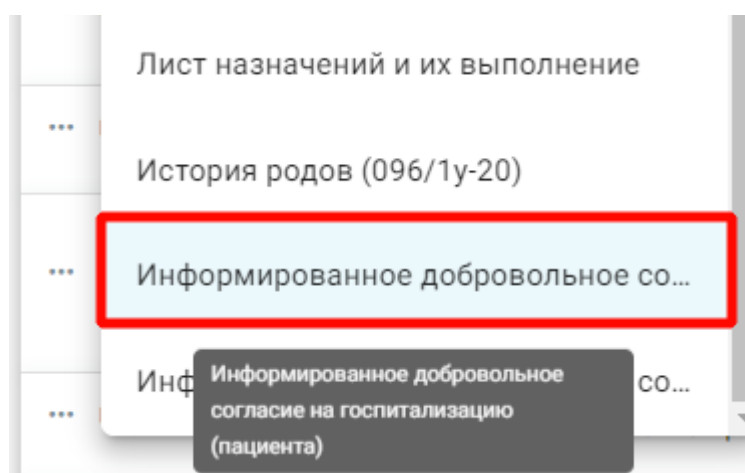 Лист назначений и их выполнение
История родов (096/1у-20)
Информированное добровольное со...
Инф
со...
Информированное добровольное
согласие на госпитализацию
(пациента)